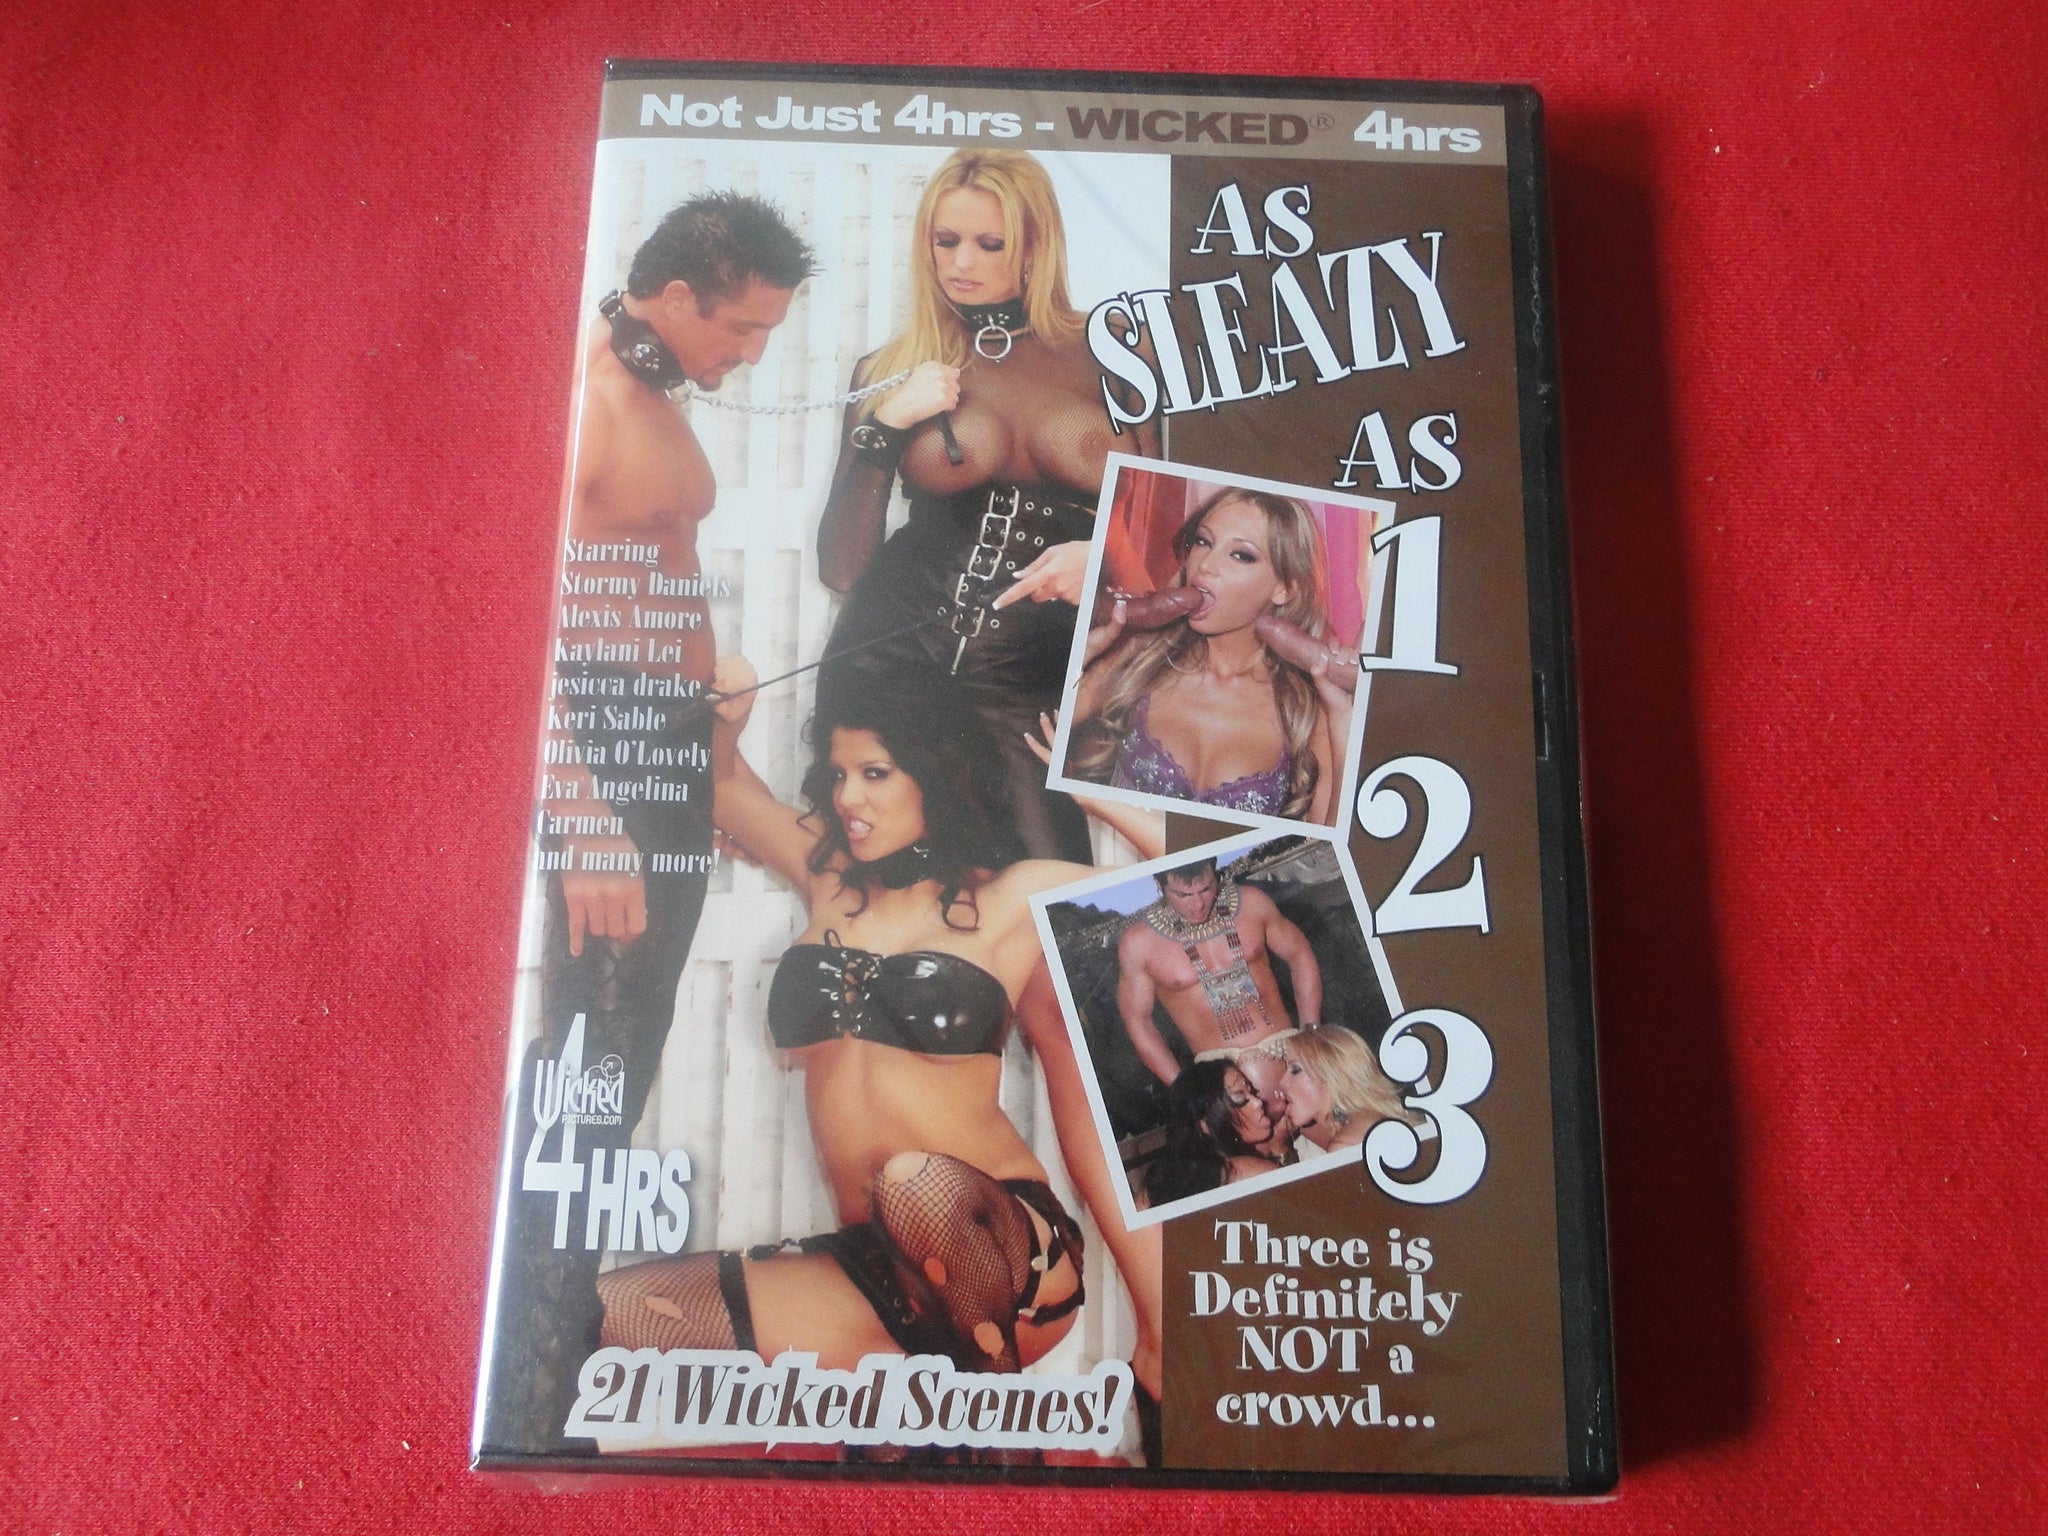 Not Just 4hrs - WICKED® 4hrs
As
SLEAZY
As
1
2
3
Starring
Stormy Daniels
Alexis Amore
Kaylani Lei
jesicca drake
Keri Sable
Olivia O'Lovely
Eva Angelina
Carmen
and many more!
Wicked
PICTURES.COM
4HRS
Three is
Definitely
NOT a
crowd...
21 Wicked Scenes!